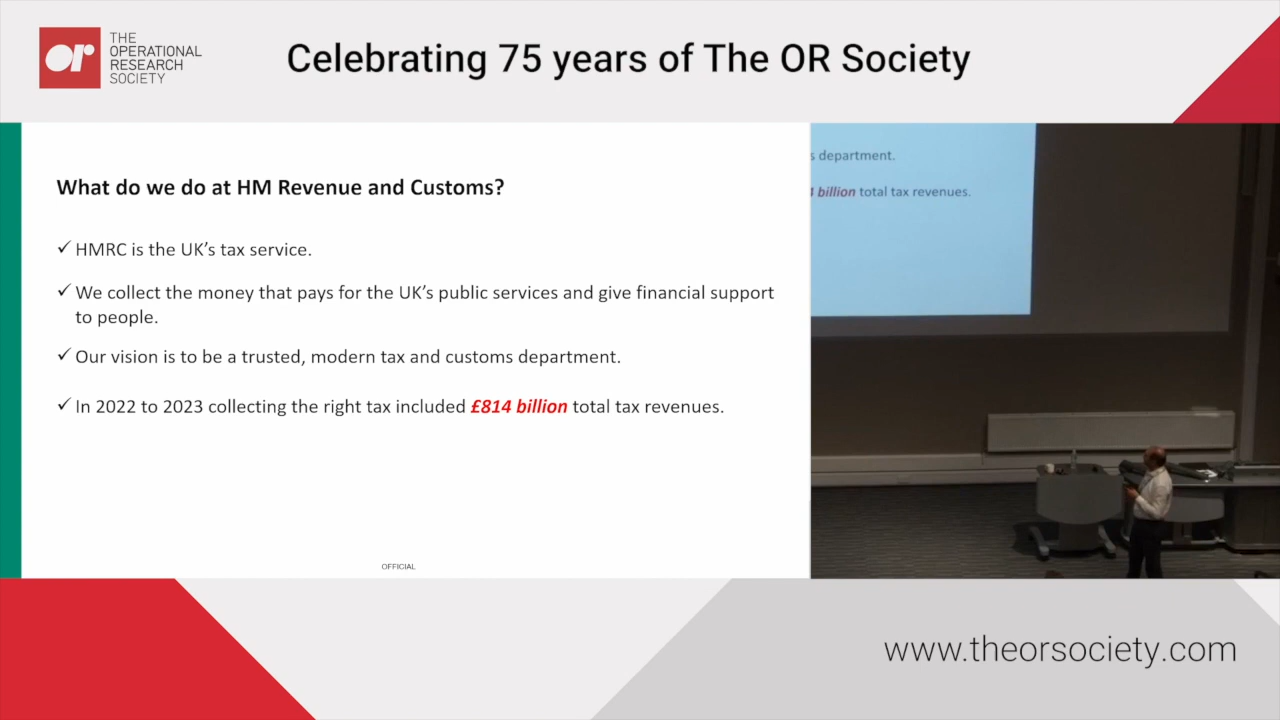 or
THE
OPERATIONAL
RESEARCH
SOCIETY
Celebrating 75 years of The OR Society
What do we do at HM Revenue and Customs?
✓ HMRC is the UK’s tax service.
✓ We collect the money that pays for the UK’s public services and give financial support
to people.
✓ Our vision is to be a trusted, modern tax and customs department.
✓ In 2022 to 2023 collecting the right tax included £814 billion total tax revenues.
OFFICIAL
s department.
billion total tax revenues.
www.theorsociety.com